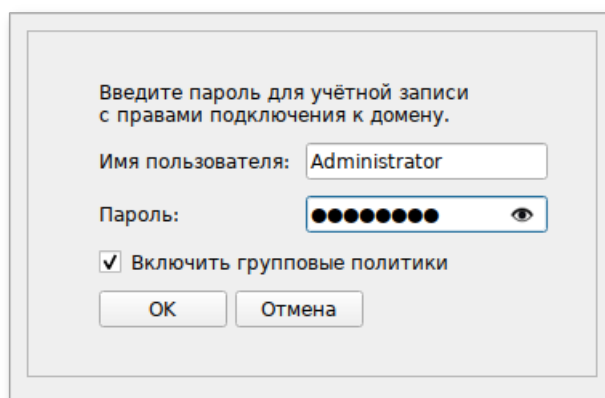 Введите пароль для учётной записи
с правами подключения к домену.
Имя пользователя: Administrator
Пароль: ●●●●●●●●
Включить групповые политики
OK Отмена